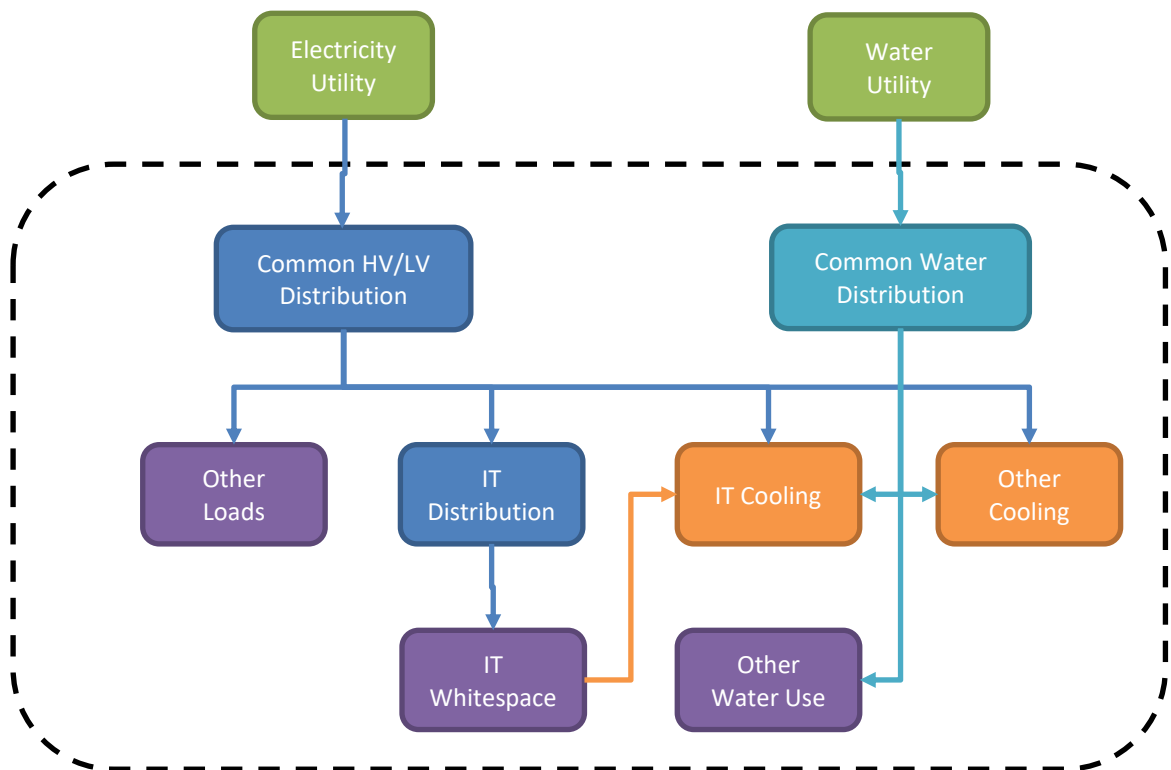 Electricity
Utility
Water
Utility
Common HV/LV
Distribution
Common Water
Distribution
Other
Loads
IT
Distribution
IT Cooling
Other
Cooling
IT
Whitespace
Other
Water Use